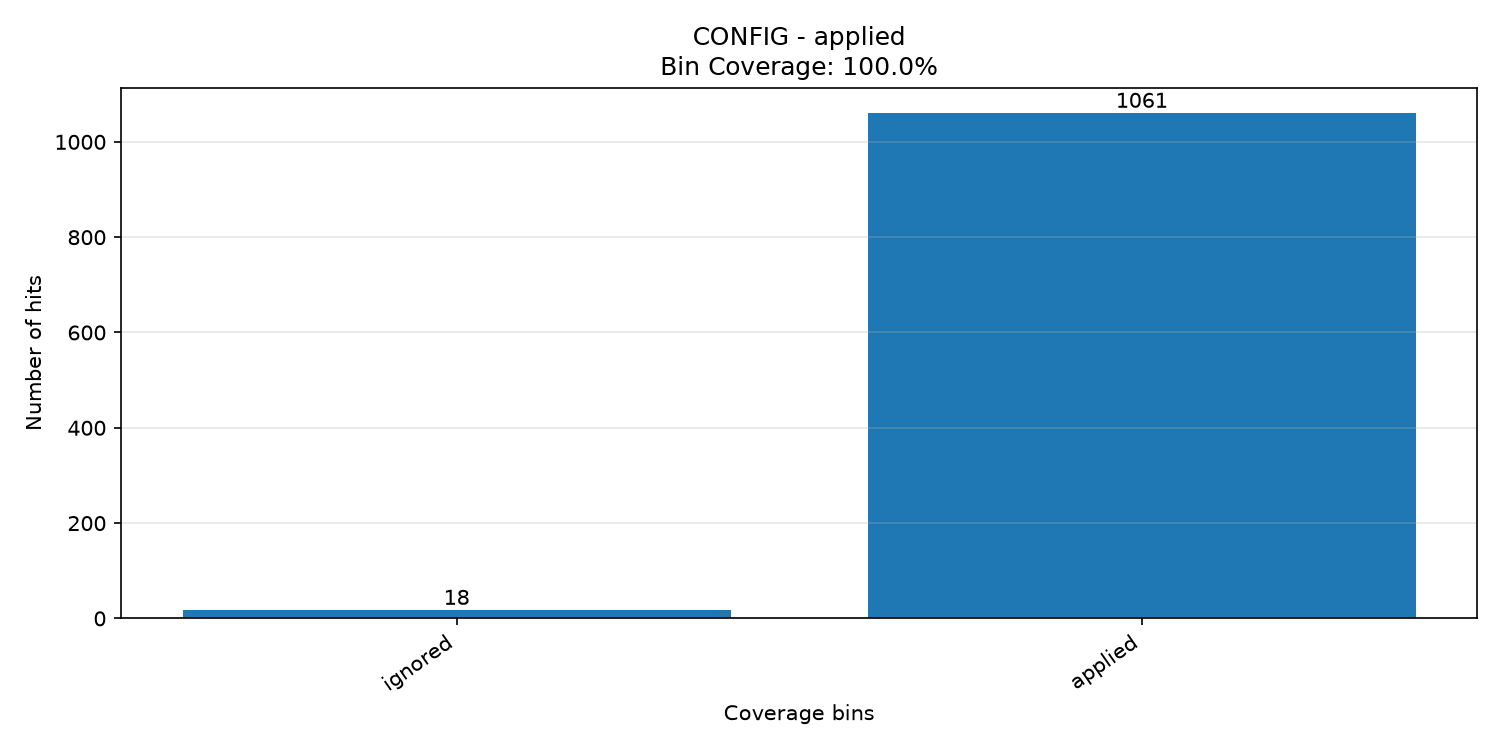 CONFIG - applied
Bin Coverage: 100.0%
Number of hits
1000
800
600
400
200
0
18
1061
ignored
applied
Coverage bins